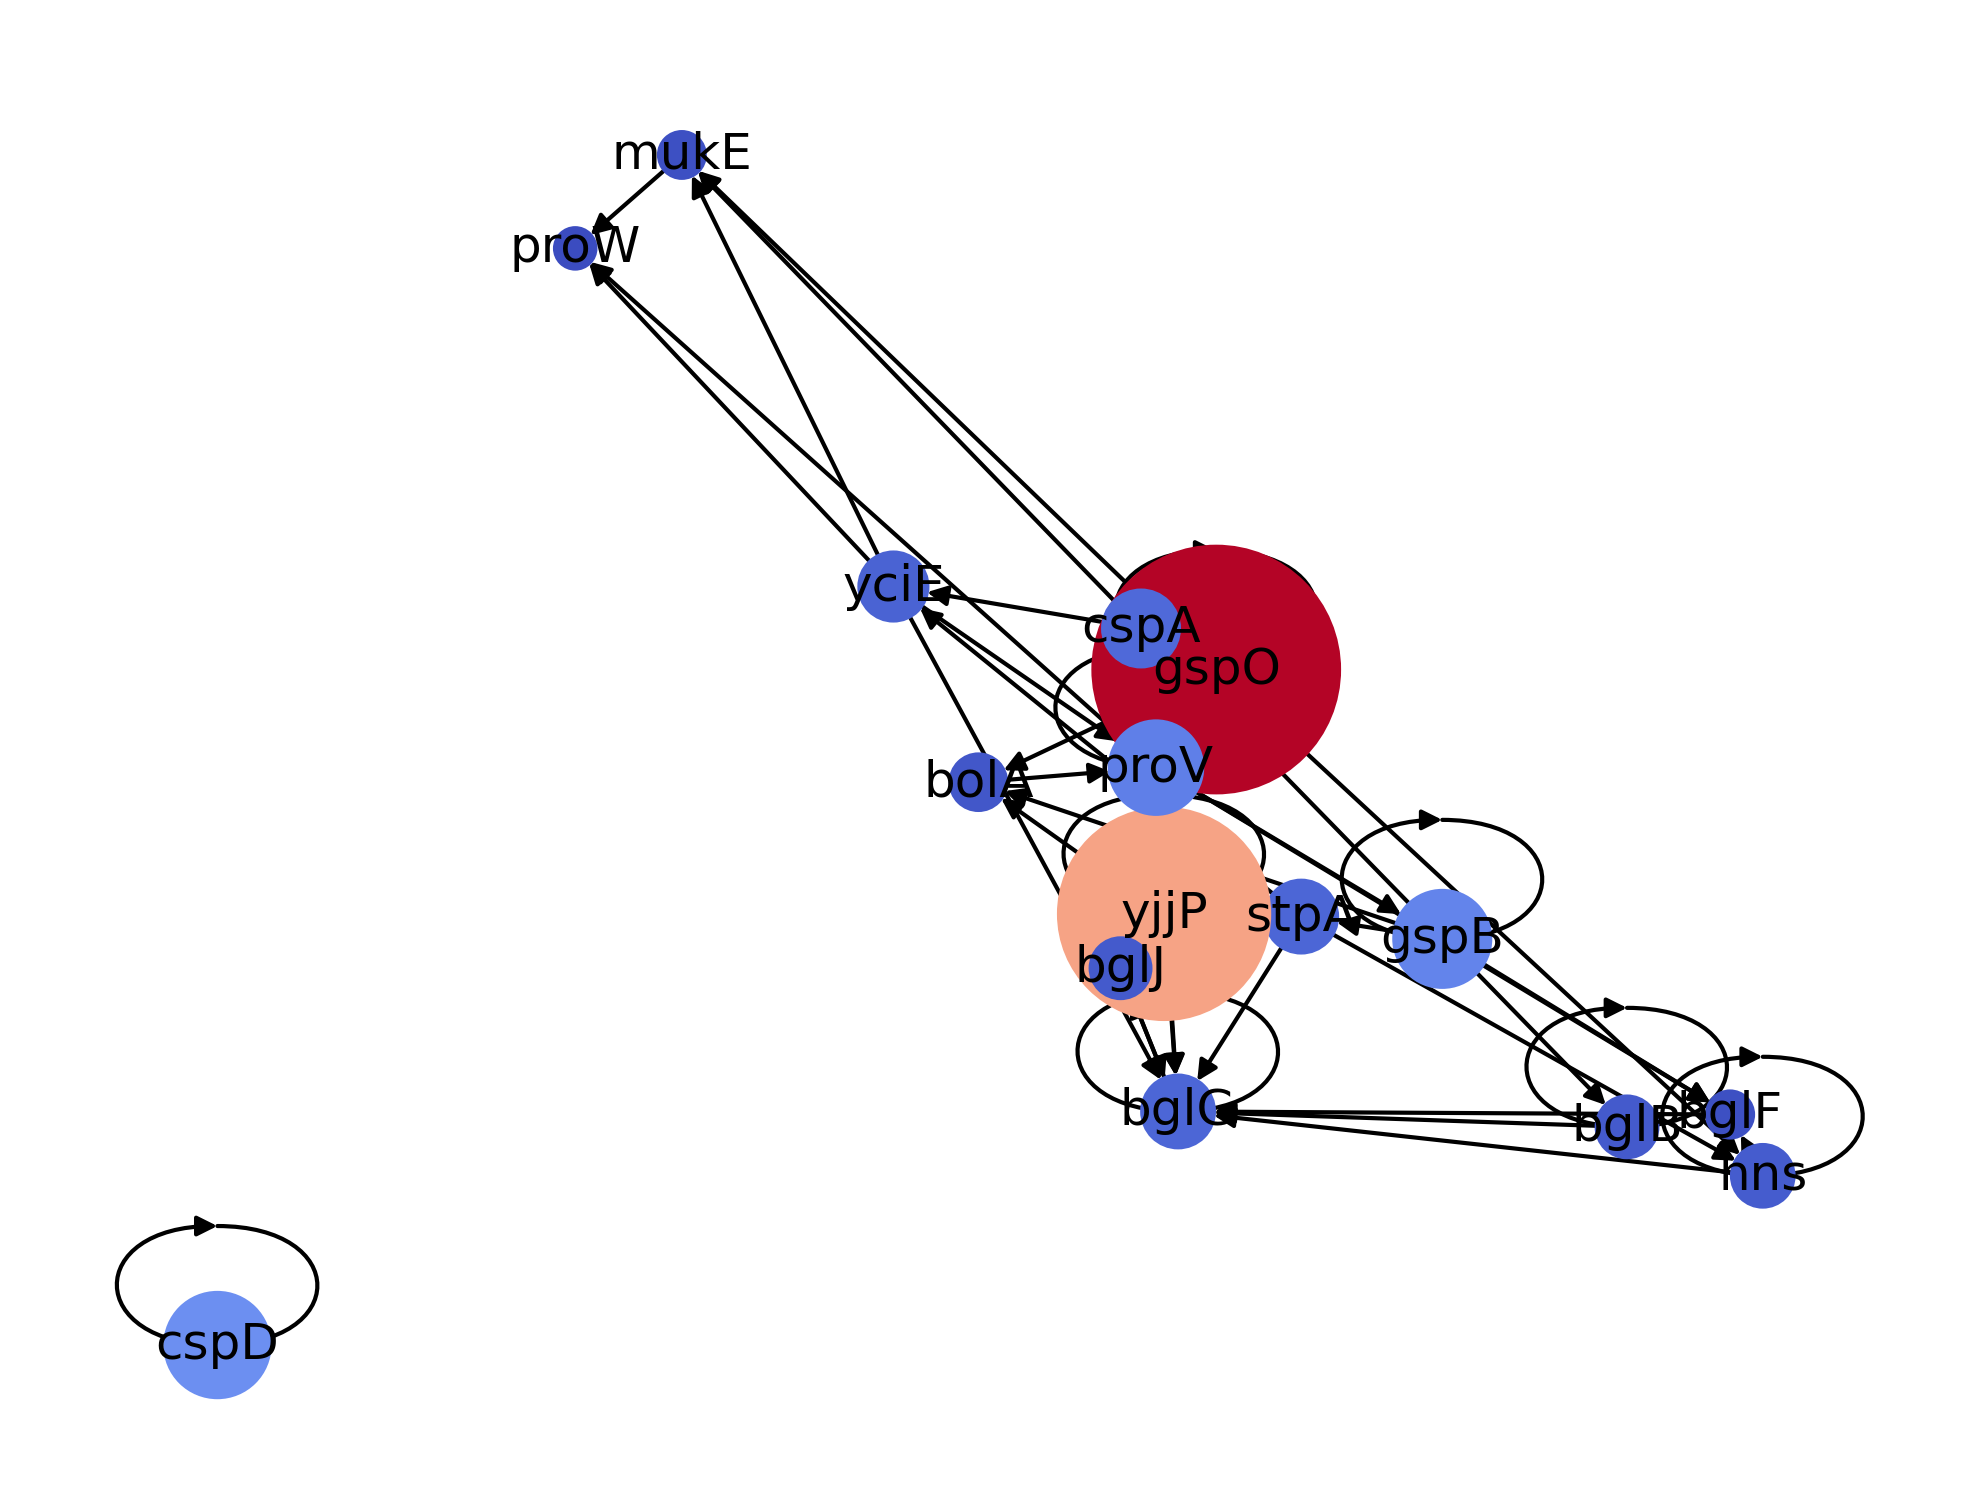 mukE
proW
yciE
cspA
gspO
proV
bolA
yjjP
stpA
gspB
bglJ
bglG
bglB
bglF
hns
cspD